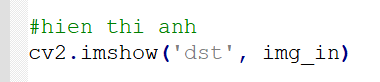 #hien thi anh
cv2.imshow('dst', img_in)